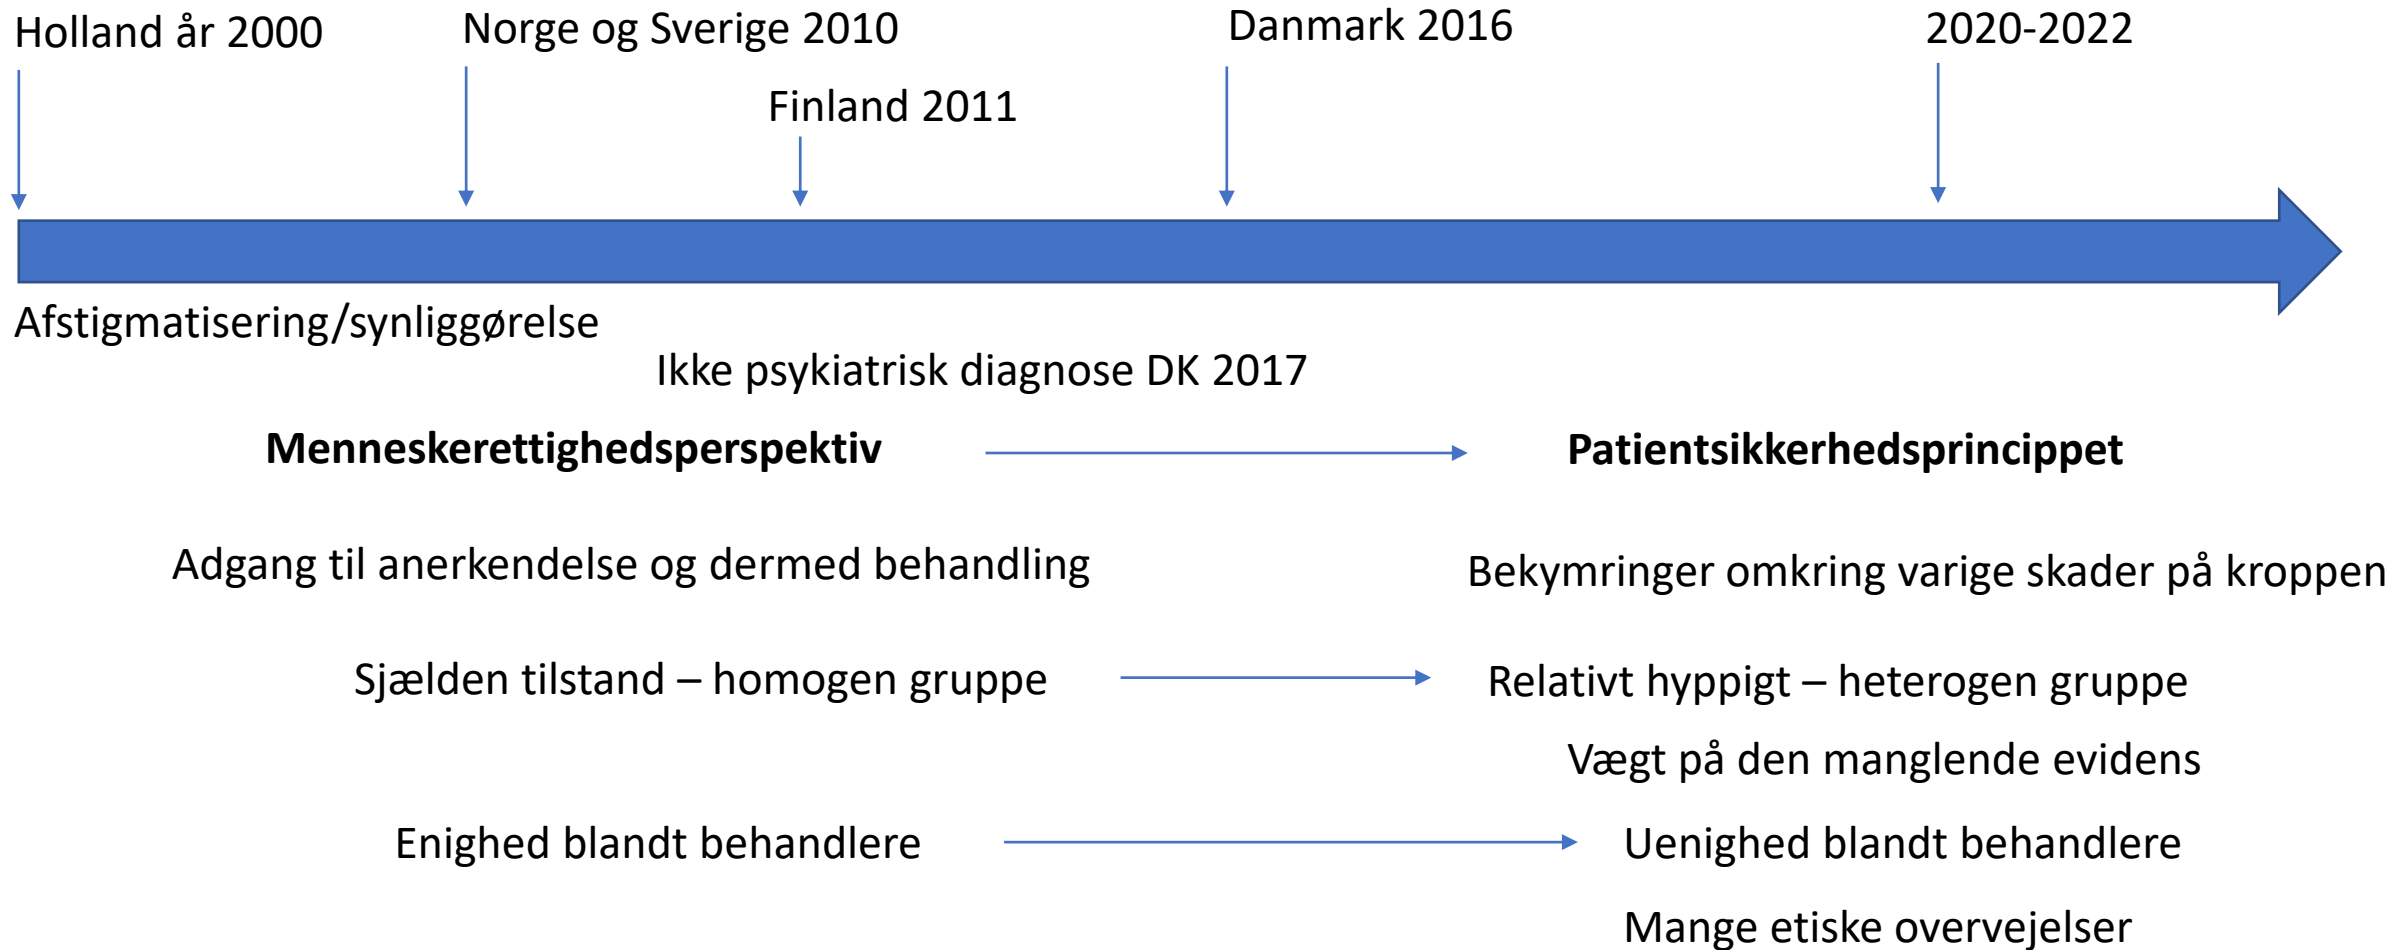 Holland år 2000
Norge og Sverige 2010
Danmark 2016
2020-2022
Finland 2011
Afstigmatisering/synliggørelse
Ikke psykiatrisk diagnose DK 2017
Menneskerettighedsperspektiv
Patientsikkerhedsprincippet
Adgang til anerkendelse og dermed behandling
Bekymringer omkring varige skader på kroppen
Sjælden tilstand – homogen gruppe
Relativt hyppigt – heterogen gruppe
Vægt på den manglende evidens
Enighed blandt behandlere
Uenighed blandt behandlere
Mange etiske overvejelser